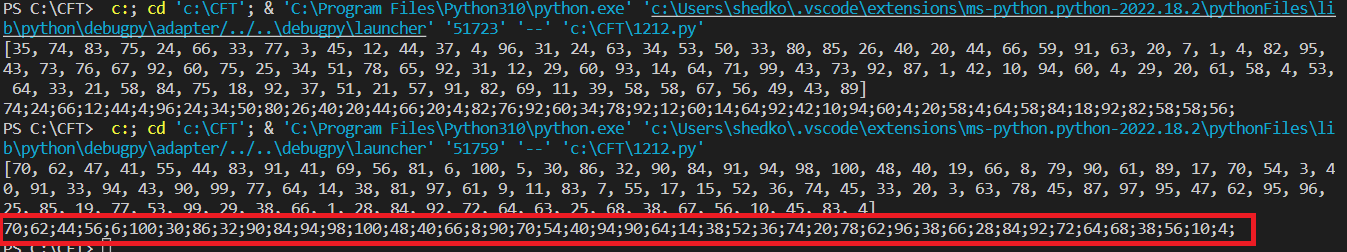 PS C:\CFT>  c:; cd 'c:\CFT'; & 'C:\Program Files\Python310\python.exe' 'c:\Users\shedko\.vscode\extensions\ms-python.python-2022.18.2\pythonFiles\li
b\python\debugpy\adapter/../..\debugpy\launcher' '51723' '--' 'c:\CFT\1212.py'
[35, 74, 83, 75, 24, 66, 33, 77, 3, 45, 12, 44, 37, 4, 96, 31, 24, 63, 34, 53, 50, 33, 80, 85, 26, 40, 20, 44, 66, 59, 91, 63, 20, 7, 1, 4, 82, 95,
43, 73, 76, 67, 92, 60, 75, 25, 34, 51, 78, 65, 92, 31, 12, 29, 60, 93, 14, 64, 71, 99, 43, 73, 92, 87, 1, 42, 10, 94, 60, 4, 29, 20, 61, 58, 4, 53,
64, 33, 21, 58, 84, 75, 18, 92, 37, 51, 21, 57, 91, 82, 69, 11, 39, 58, 58, 67, 56, 49, 43, 89]
74;24;66;12;44;4;96;24;34;50;80;26;40;20;44;66;20;4;82;76;92;60;34;78;92;12;60;14;64;92;42;10;94;60;4;20;58;4;64;58;84;18;92;82;58;58;56;
PS C:\CFT>  c:; cd 'c:\CFT'; & 'C:\Program Files\Python310\python.exe' 'c:\Users\shedko\.vscode\extensions\ms-python.python-2022.18.2\pythonFiles\li
b\python\debugpy\adapter/../..\debugpy\launcher' '51759' '--' 'c:\CFT\1212.py'
[70, 62, 47, 41, 55, 44, 83, 91, 41, 69, 56, 81, 6, 100, 5, 30, 86, 32, 90, 84, 91, 94, 98, 100, 48, 40, 19, 66, 8, 79, 90, 61, 89, 17, 70, 54, 3, 4
0, 91, 33, 94, 43, 90, 99, 77, 64, 14, 38, 81, 97, 61, 9, 11, 83, 7, 55, 17, 15, 52, 36, 74, 45, 33, 20, 3, 63, 78, 45, 87, 97, 95, 47, 62, 95, 96,
25, 85, 19, 77, 53, 99, 29, 38, 66, 1, 28, 84, 92, 72, 64, 63, 25, 68, 38, 67, 56, 10, 45, 83, 4]
70;62;44;56;6;100;30;86;32;90;84;94;98;100;48;40;66;8;90;70;54;40;94;90;64;14;38;52;36;74;20;78;62;96;38;66;28;84;92;72;64;68;38;56;10;4;
PS C:\CFT>